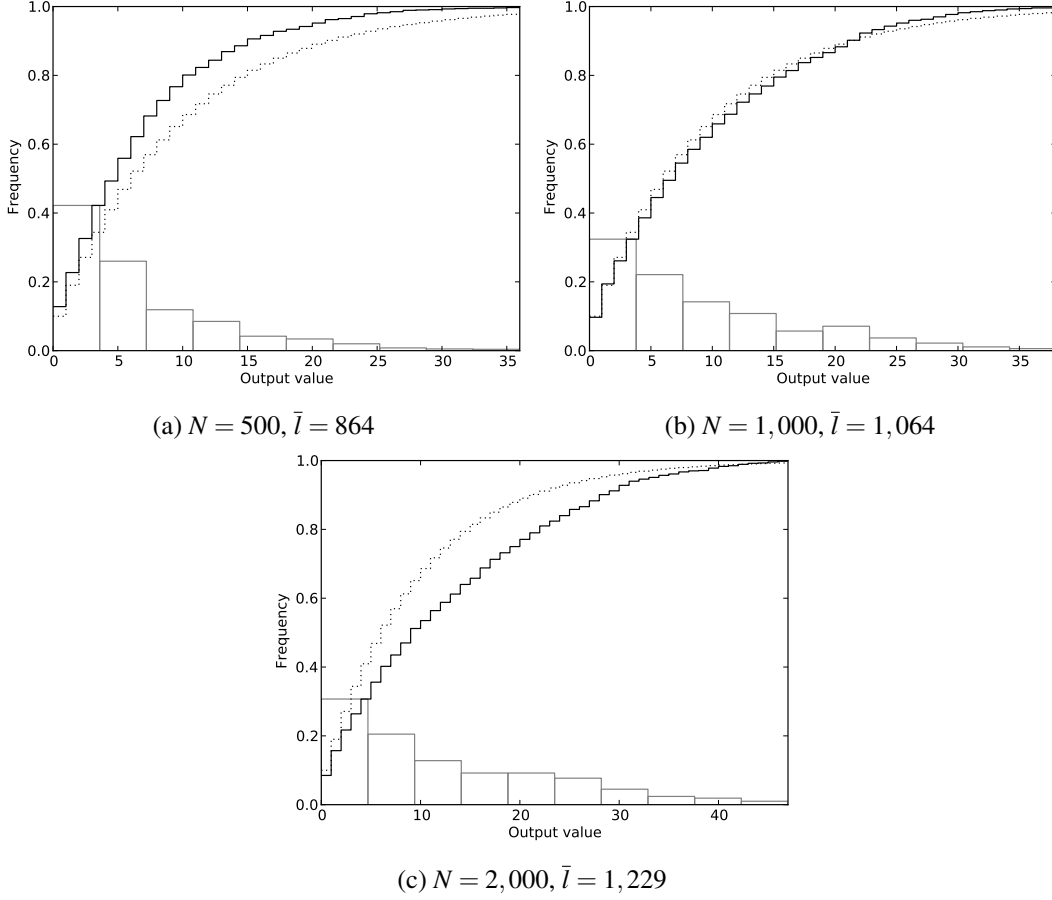 1.0
0.8
0.6
0.4
0.2
0.0
Frequency
0 5 10 15 20 25 30 35
Output value
(a) N = 500, l̄ = 864
1.0
0.8
0.6
0.4
0.2
0.0
Frequency
0 5 10 15 20 25 30 35
Output value
(b) N = 1,000, l̄ = 1,064
1.0
0.8
0.6
0.4
0.2
0.0
Frequency
0 10 20 30 40
Output value
(c) N = 2,000, l̄ = 1,229